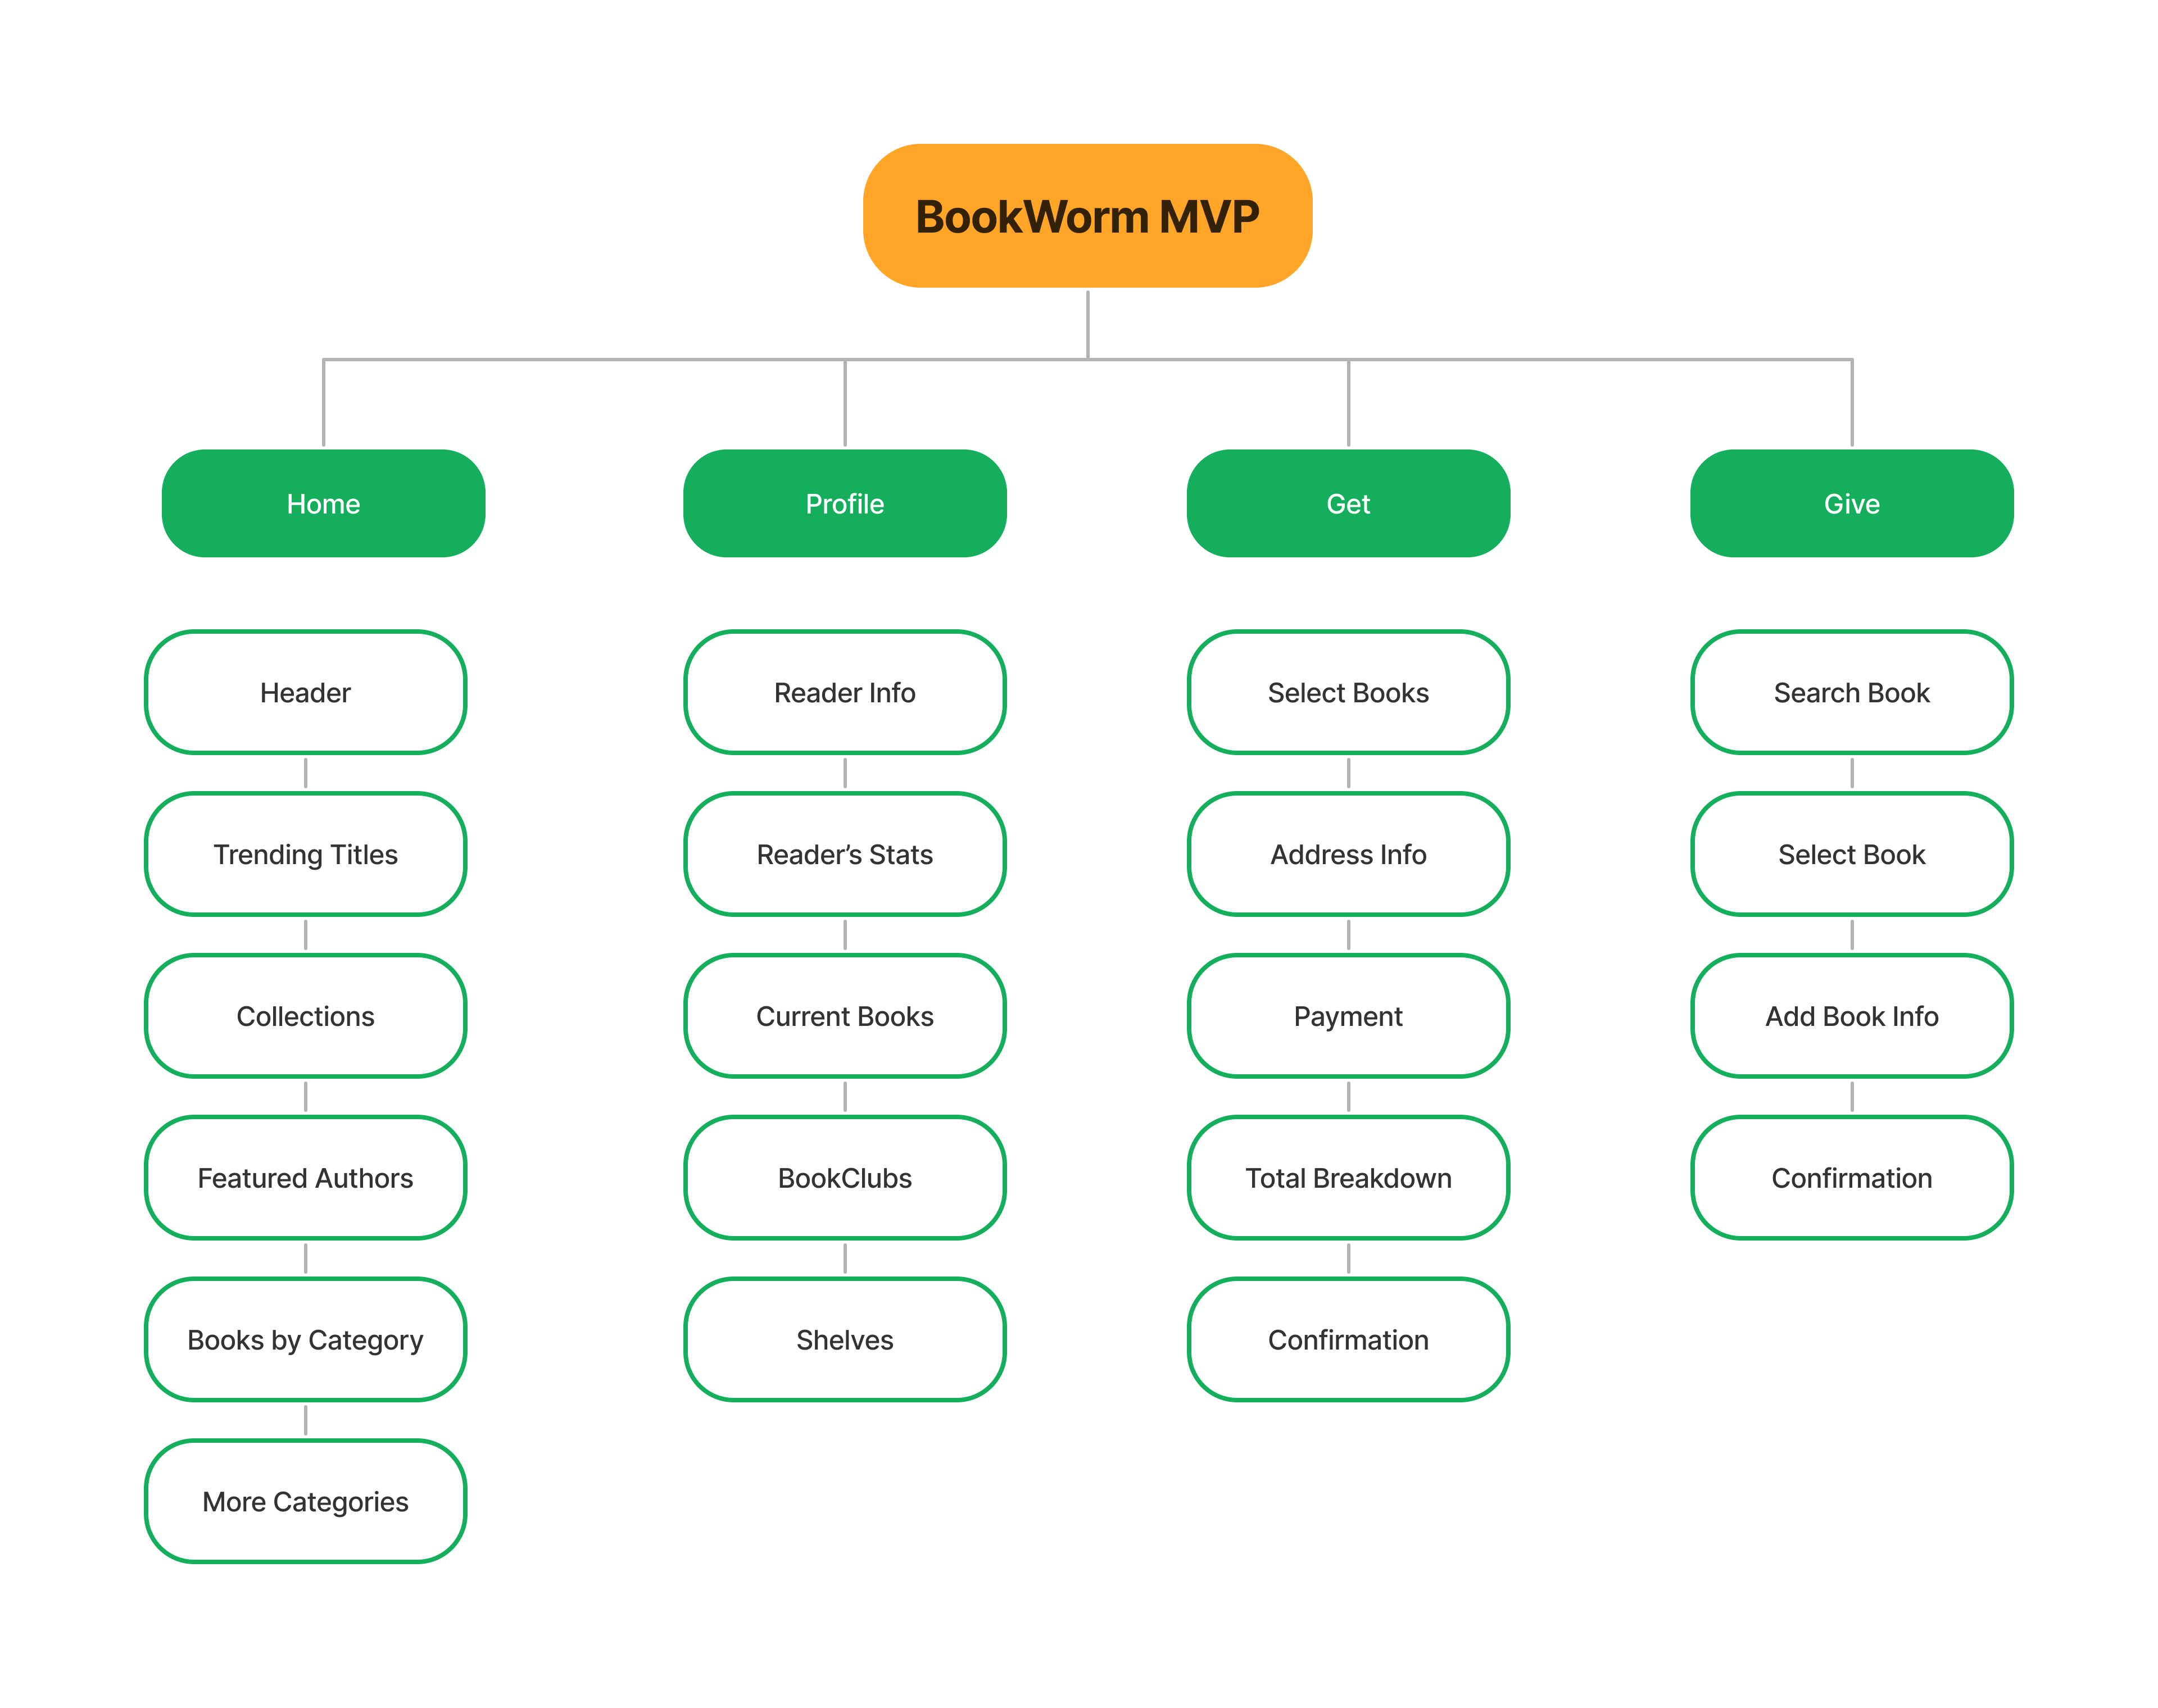 BookWorm MVP
Home
Profile
Get
Give
Header
Trending Titles
Collections
Featured Authors
Books by Category
More Categories
Reader Info
Reader’s Stats
Current Books
BookClubs
Shelves
Select Books
Address Info
Payment
Total Breakdown
Confirmation
Search Book
Select Book
Add Book Info
Confirmation